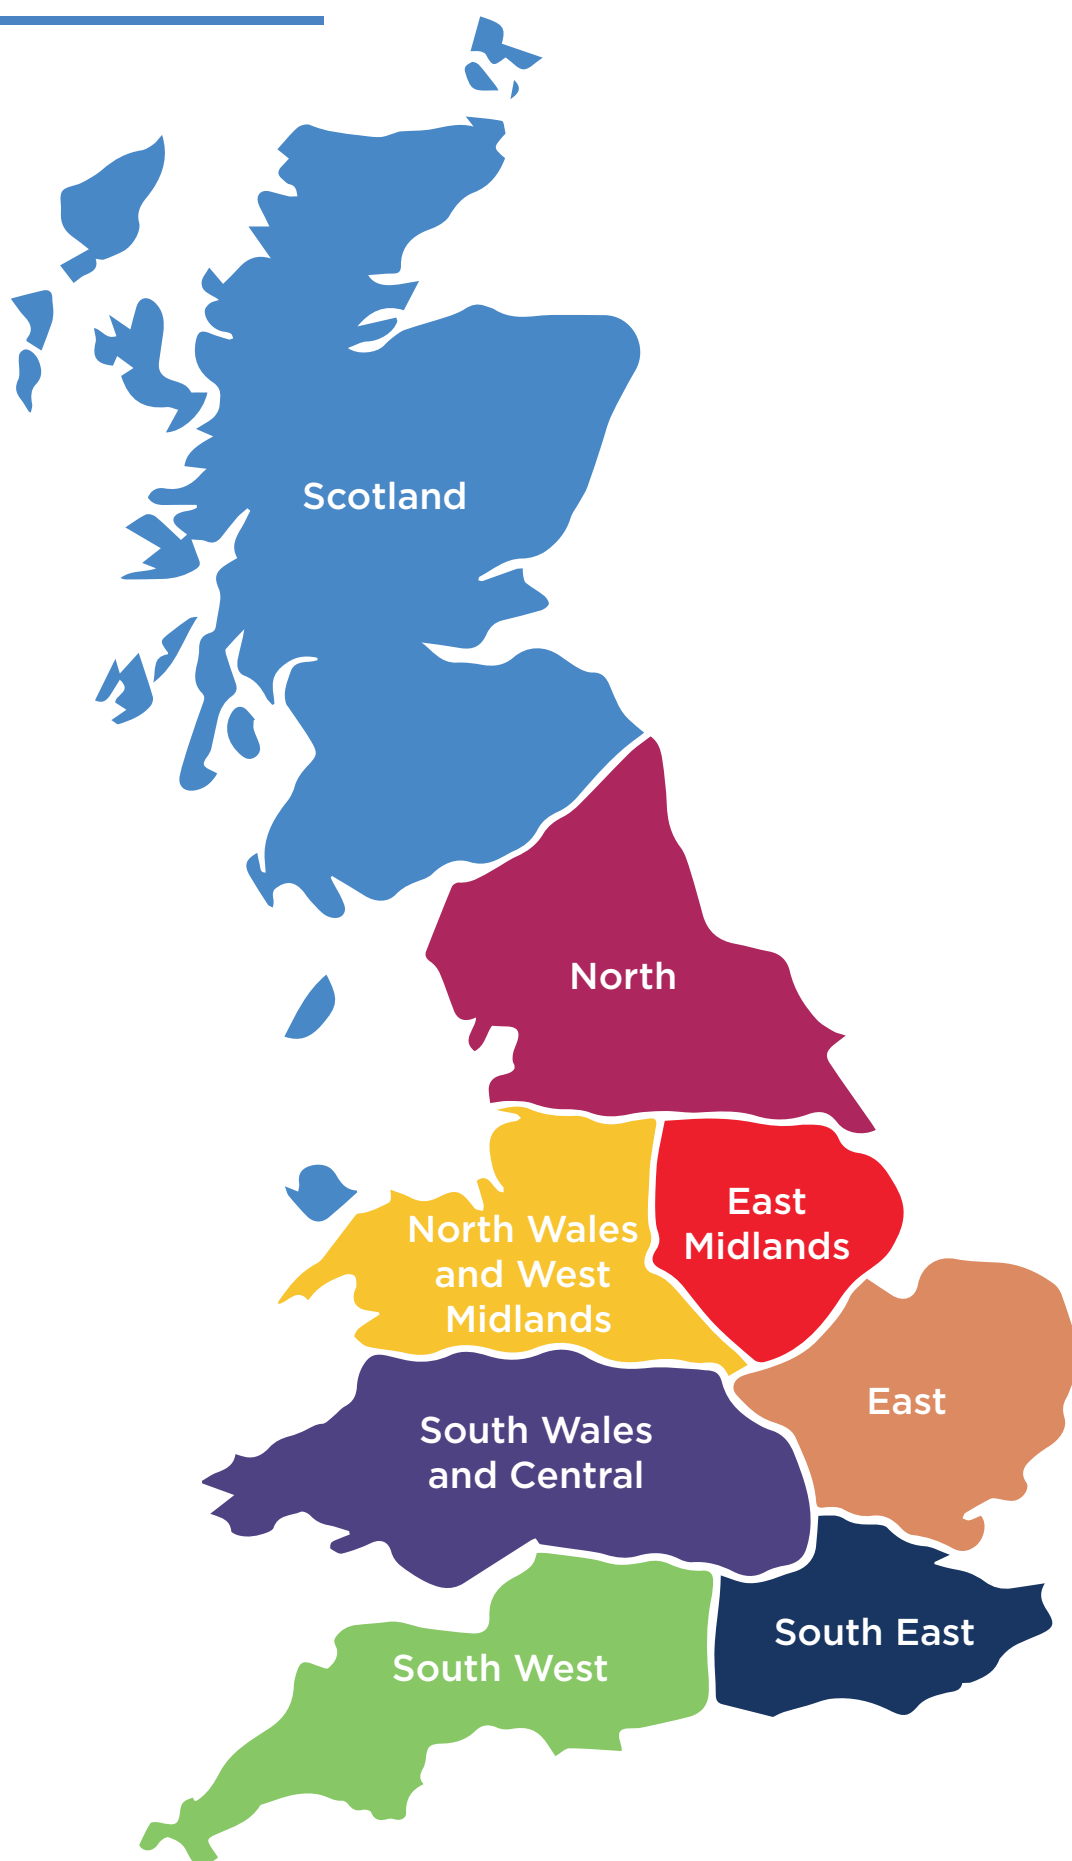 Scotland
North
East
Midlands
North Wales
and West
Midlands
East
South Wales
and Central
South East
South West